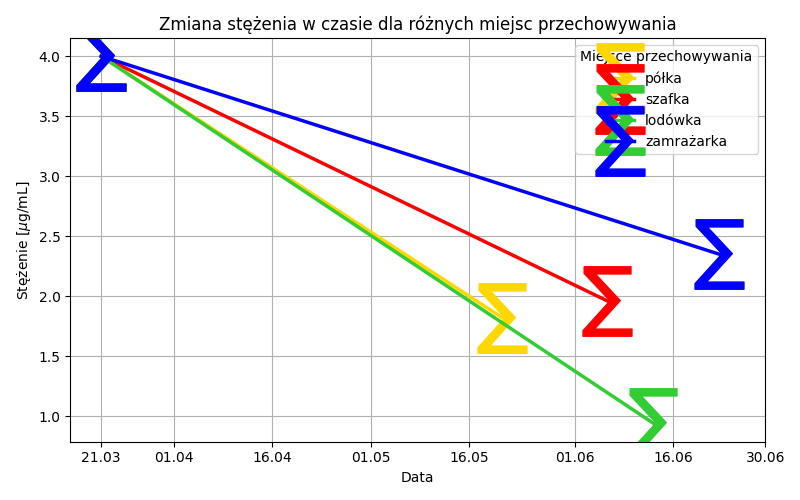 Zmiana stężenia w czasie dla różnych miejsc przechowywania
Miejsce przechowywania
półka
szafka
lodówka
zamrażarka
Stężenie [µg/mL]
4.0
3.5
3.0
2.5
2.0
1.5
1.0
21.03 01.04 16.04 01.05 16.05 01.06 16.06 30.06
Data